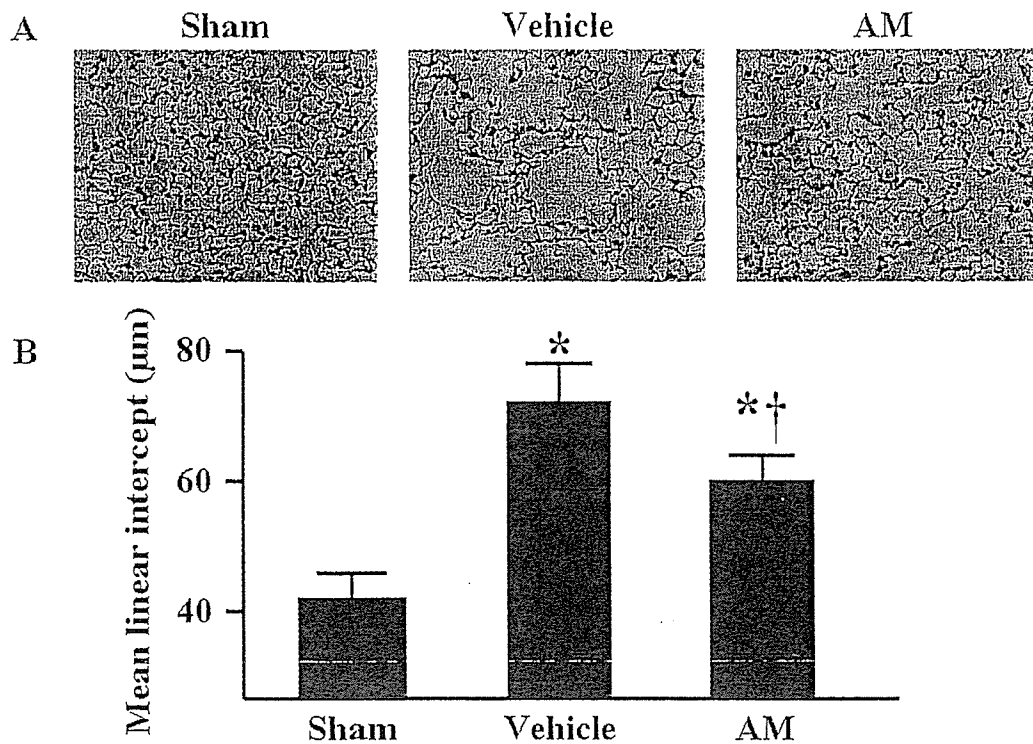 A
Sham
Vehicle
AM
B
Mean linear intercept (µm)
80
60
40
*
*†
Sham
Vehicle
AM